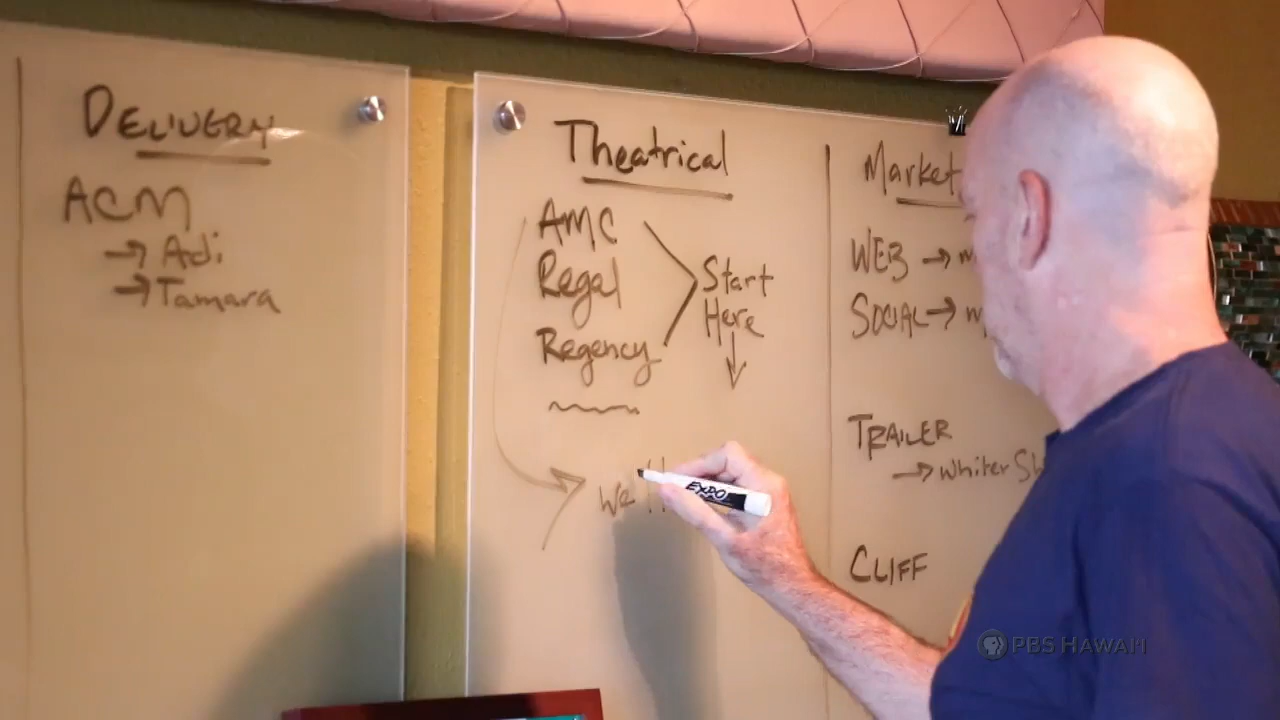 DELIVERY
ACM
→ Adi
→ Tamara
Theatrical
AMC
Regal
Regency
Start
Here
We
Market
WEB →
SOCIAL →
TRAILER
→ Whiter Sh
CLIFF
EXPO
PBS HAWAI'I